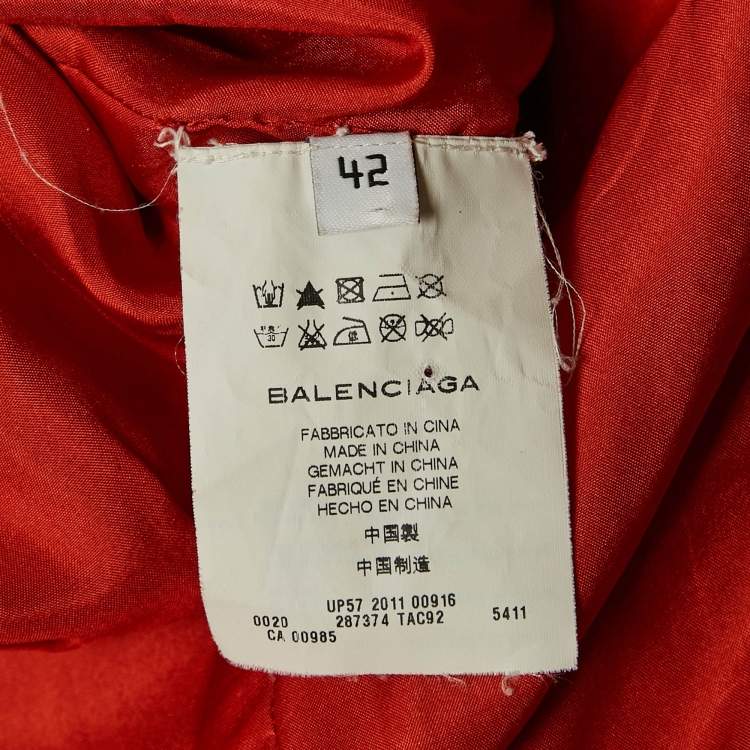 42
30
BALENCIAGA
FABBRICATO IN CINA
MADE IN CHINA
GEMACHT IN CHINA
FABRIQUÉ EN CHINE
HECHO EN CHINA
中国製
中国制造
UP57 2011 00916
0020 287374 TAC92 5411
CA 00985